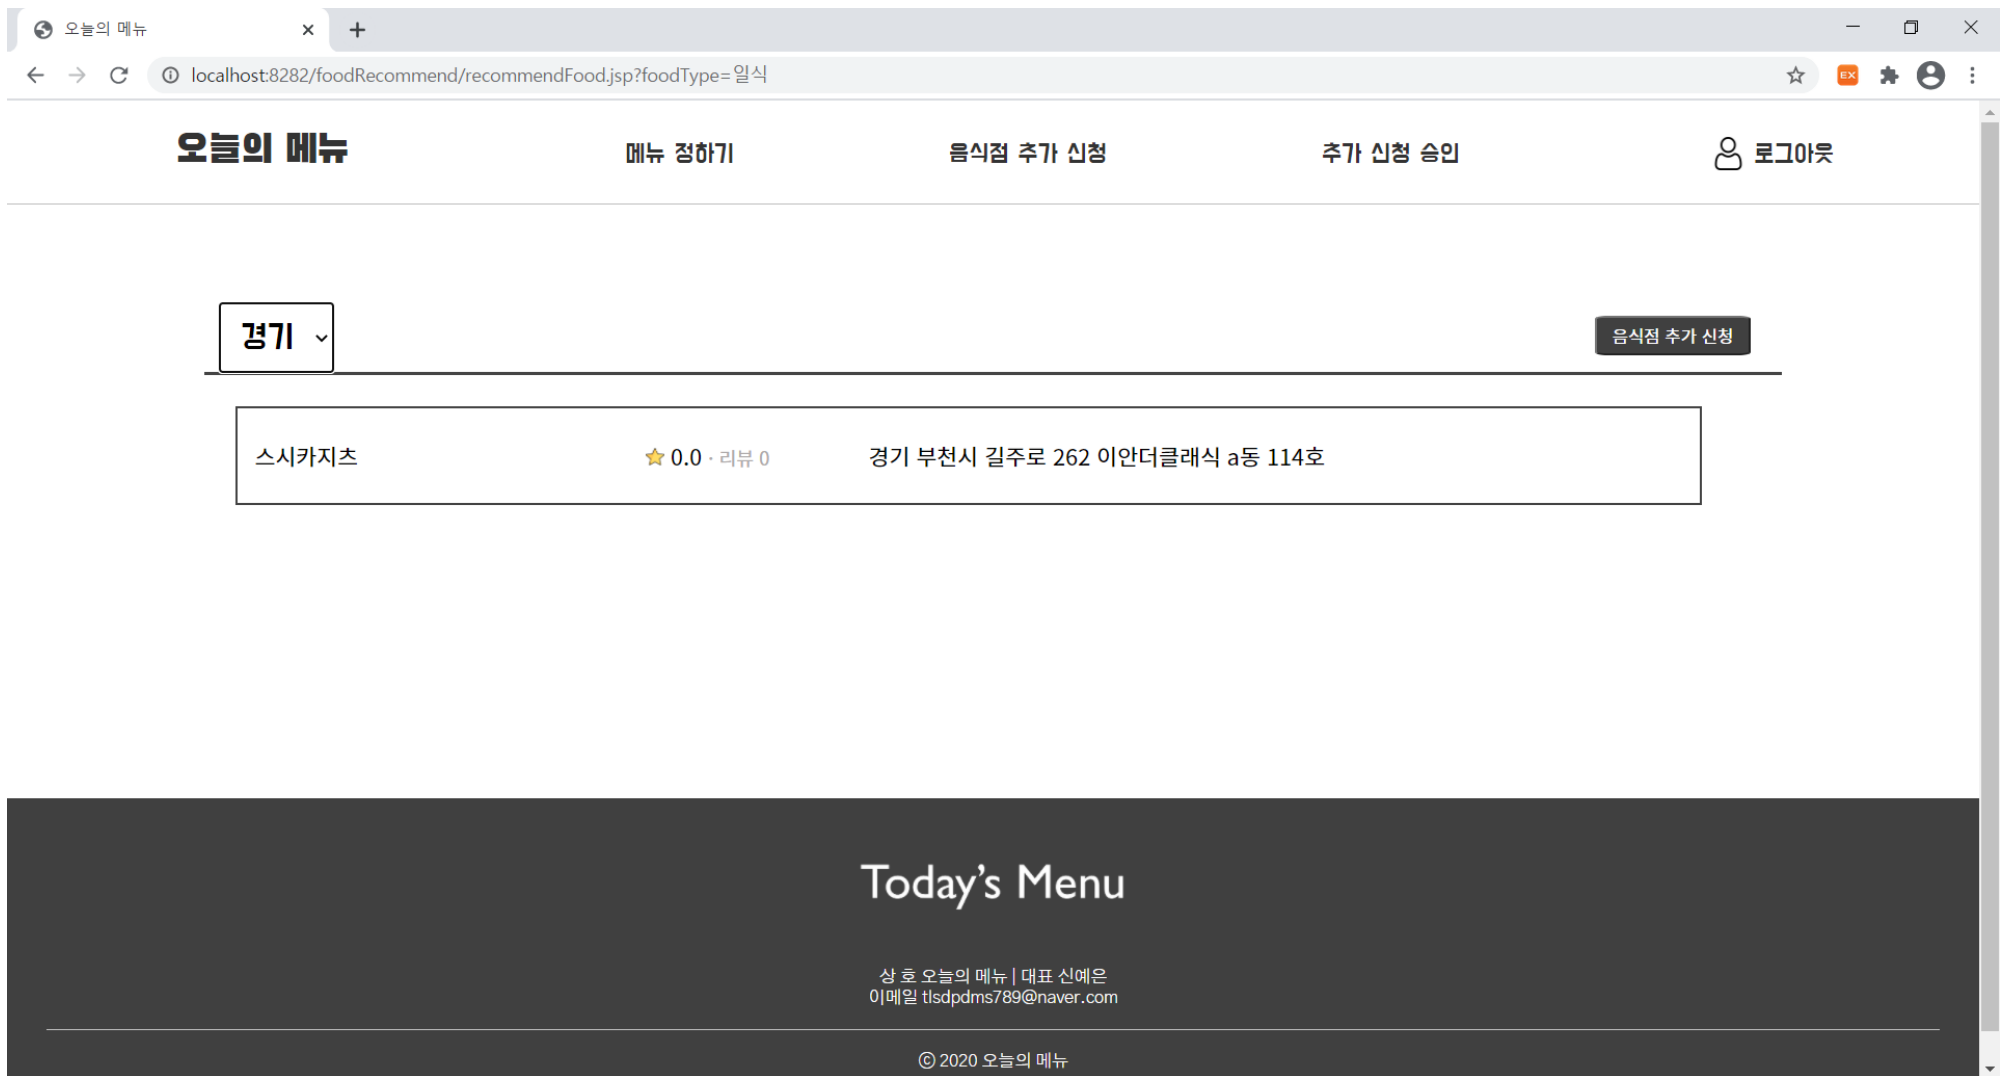 오늘의 메뉴
localhost:8282/foodRecommend/recommendFood.jsp?foodType=일식
EX
오늘의 메뉴 메뉴 정하기 음식점 추가 신청 추가 신청 승인 로그아웃
경기 음식점 추가 신청
스시카지츠 0.0 · 리뷰 0 경기 부천시 길주로 262 이안더클래식 a동 114호
Today's Menu
상 호 오늘의 메뉴 | 대표 신예은
이메일 tlsdpdms789@naver.com
ⓒ 2020 오늘의 메뉴